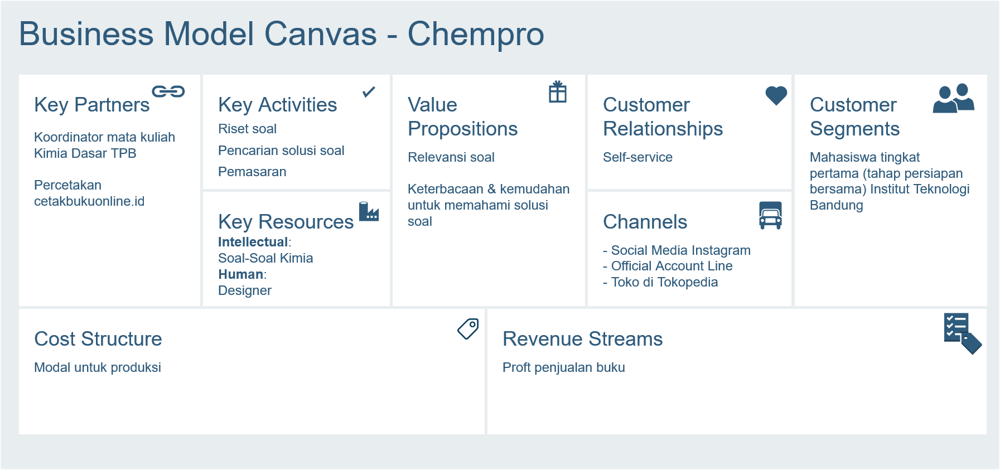 Business Model Canvas - Chempro
Key Partners
Koordinator mata kuliah
Kimia Dasar TPB
Percetakan
cetakbukuonline.id
Key Activities
Riset soal
Pencarian solusi soal
Pemasaran
Key Resources
Intellectual:
Soal-Soal Kimia
Human:
Designer
Value
Propositions
Relevansi soal
Keterbacaan & kemudahan
untuk memahami solusi
soal
Customer
Relationships
Self-service
Channels
- Social Media Instagram
- Official Account Line
- Toko di Tokopedia
Customer
Segments
Mahasiswa tingkat
pertama (tahap persiapan
bersama) Institut Teknologi
Bandung
Cost Structure
Modal untuk produksi
Revenue Streams
Proft penjualan buku